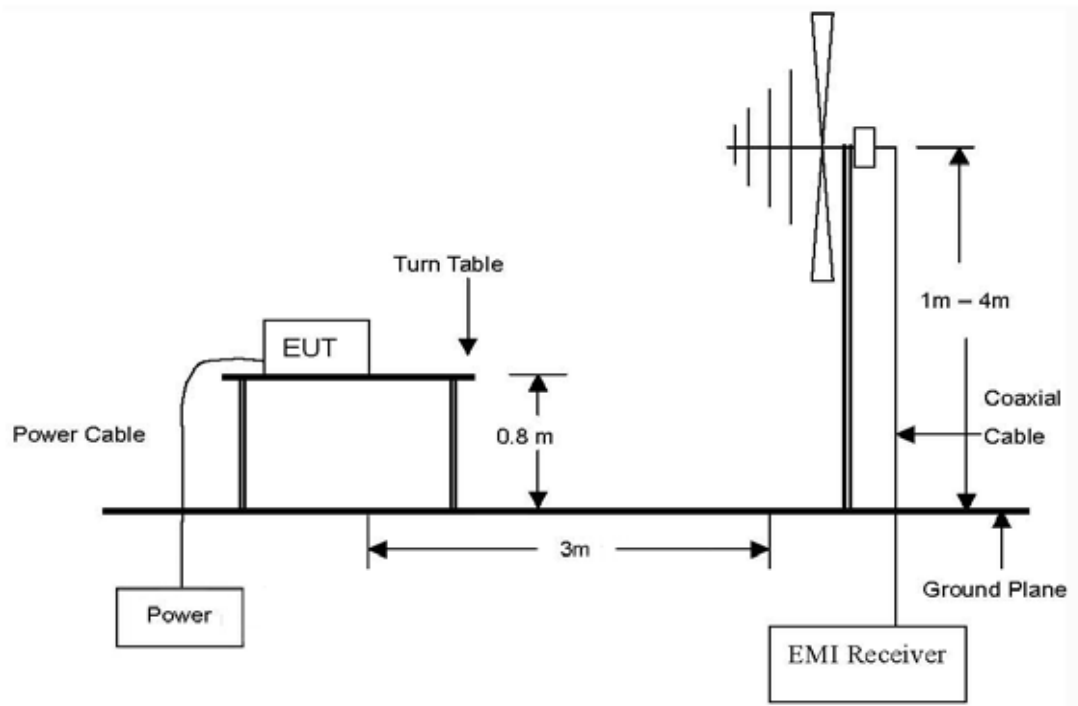 Turn Table
EUT
1m – 4m
Coaxial
Cable
Power Cable
0.8 m
3m
Ground Plane
Power
EMI Receiver